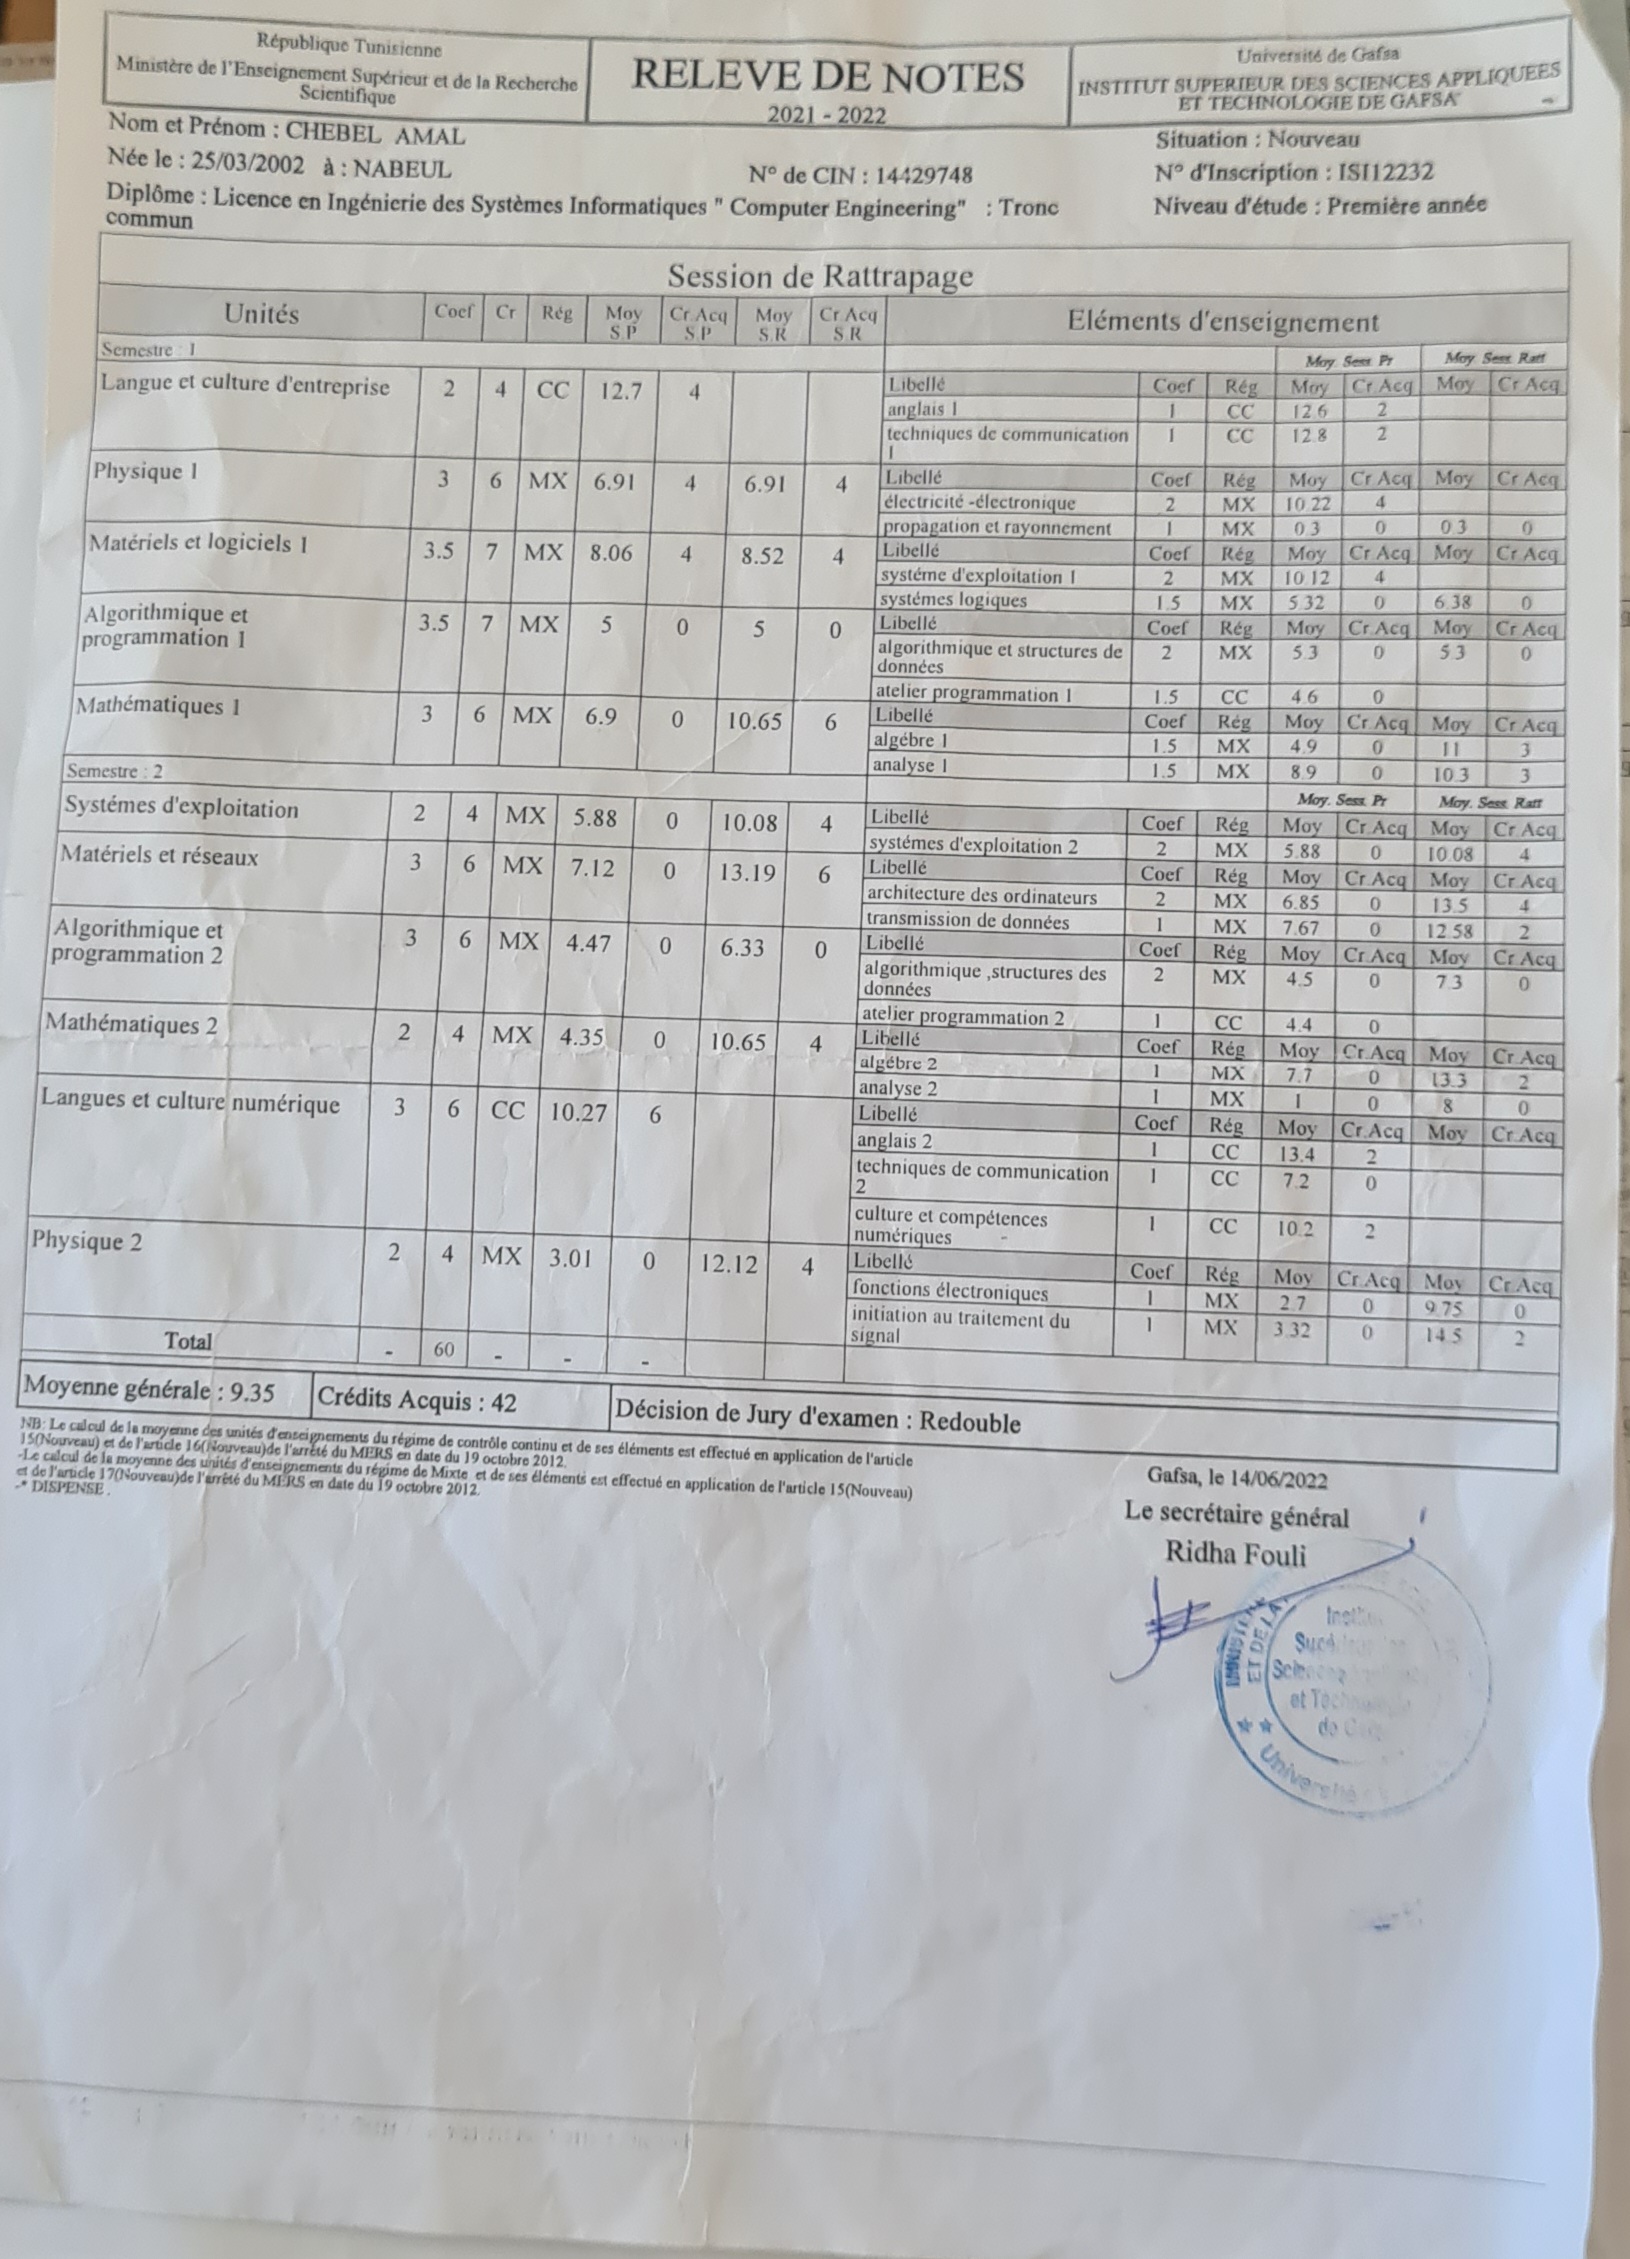 République Tunisienne
Ministère de l'Enseignement Supérieur et de la Recherche
Scientifique
RELEVE DE NOTES
2021 - 2022
Université de Gafsa
INSTITUT SUPERIEUR DES SCIENCES APPLIQUEES
ET TECHNOLOGIE DE GAFSA
Nom et Prénom : CHEBEL AMAL
Située : Nouveau
Née le : 25/03/2002 à : NABEUL
N° de CIN : 14429748
N° d'Inscription : ISI12232
Diplôme : Licence en Ingénierie des Systèmes Informatiques " Computer Engineering" : Tronc
commun
Niveau d'étude : Première année
Session de Rattrapage
Unités Coef Cr Rég Moy S.P Cr.Acq S.P Moy S.R Cr.Acq S.R Eléments d'enseignement
Semestre : 1 Moy. Sess. Pr Moy. Sess. Ratt
Langue et culture d'entreprise 2 4 CC 12.7 4 Libellé Coef Rég Moy Cr.Acq Moy Cr.Acq
anglais 1 1 CC 12.6 2
techniques de communication 1 CC 12.8 2
1
Physique 1 3 6 MX 6.91 4 6.91 4 Libellé Coef Rég Moy Cr.Acq Moy Cr.Acq
électricité -électronique 2 MX 10.22 4
propagation et rayonnement 1 MX 0.3 0 0.3 0
Matériels et logiciels 1 3.5 7 MX 8.06 4 8.52 4 Libellé Coef Rég Moy Cr.Acq Moy Cr.Acq
systéme d'exploitation 1 2 MX 10.12 4
systémes logiques 1.5 MX 5.32 0 6.38 0
Algorithmique et
programmation 1 3.5 7 MX 5 0 5 0 Libellé Coef Rég Moy Cr.Acq Moy Cr.Acq
algorithmique et structures de
données 2 MX 5.3 0 5.3 0
atelier programmation 1 1.5 CC 4.6 0
Mathématiques 1 3 6 MX 6.9 0 10.65 6 Libellé Coef Rég Moy Cr.Acq Moy Cr.Acq
algébre 1 1.5 MX 4.9 0 11 3
analyse 1 1.5 MX 8.9 0 10.3 3
Semestre : 2 Moy. Sess. Pr Moy. Sess. Ratt
Systémes d'exploitation 2 4 MX 5.88 0 10.08 4 Libellé Coef Rég Moy Cr.Acq Moy Cr.Acq
systémes d'exploitation 2 2 MX 5.88 0 10.08 4
Matériels et réseaux 3 6 MX 7.12 0 13.19 6 Libellé Coef Rég Moy Cr.Acq Moy Cr.Acq
architecture des ordinateurs 2 MX 6.85 0 13.5 4
transmission de données 1 MX 7.67 0 12.58 2
Algorithmique et
programmation 2 3 6 MX 4.47 0 6.33 0 Libellé Coef Rég Moy Cr.Acq Moy Cr.Acq
algorithmique ,structures des
données 2 MX 4.5 0 7.3 0
atelier programmation 2 1 CC 4.4 0
Mathématiques 2 2 4 MX 4.35 0 10.65 4 Libellé Coef Rég Moy Cr.Acq Moy Cr.Acq
algébre 2 1 MX 7.7 0 13.3 2
analyse 2 1 MX 1 0 8 0
Langues et culture numérique 3 6 CC 10.27 6 Libellé Coef Rég Moy Cr.Acq Moy Cr.Acq
anglais 2 1 CC 13.4 2
techniques de communication 1 CC 7.2 0
2
culture et compétences
numériques 1 CC 10.2 2
Physique 2 2 4 MX 3.01 0 12.12 4 Libellé Coef Rég Moy Cr.Acq Moy Cr.Acq
fonctions électroniques 1 MX 2.7 0 9.75 0
initiation au traitement du
signal 1 MX 3.32 0 14.5 2
Total - 60 - - -
Moyenne générale : 9.35 Crédits Acquis : 42 Décision de Jury d'examen : Redouble
NB: Le calcul de la moyenne des unités d'enseignements du régime de contrôle continu et de ses éléments est effectué en application de l'article
15(Nouveau) et de l'article 16(Nouveau)de l'arrêté du MERS en date du 19 octobre 2012.
-Le calcul de la moyenne des unités d'enseignements du régime de Mixte et de ses éléments est effectué en application de l'article 15(Nouveau)
et de l'article 17(Nouveau)de l'arrêté du MERS en date du 19 octobre 2012.
-* DISPENSE .
Gafsa, le 14/06/2022
Le secrétaire général
Ridha Fouli
ET DE LA
Université